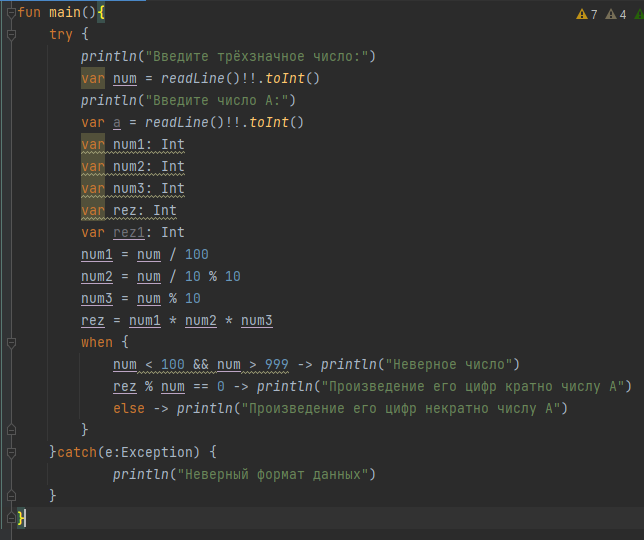 fun main(){
7 4
try {
println("Введите трёхзначное число:")
var num = readLine()!!.toInt()
println("Введите число A:")
var a = readLine()!!.toInt()
var num1: Int
var num2: Int
var num3: Int
var rez: Int
var rez1: Int
num1 = num / 100
num2 = num / 10 % 10
num3 = num % 10
rez = num1 * num2 * num3
when {
num < 100 && num > 999 -> println("Неверное число")
rez % num == 0 -> println("Произведение его цифр кратно числу A")
else -> println("Произведение его цифр некратно числу A")
}
}catch(e:Exception) {
println("Неверный формат данных")
}
}